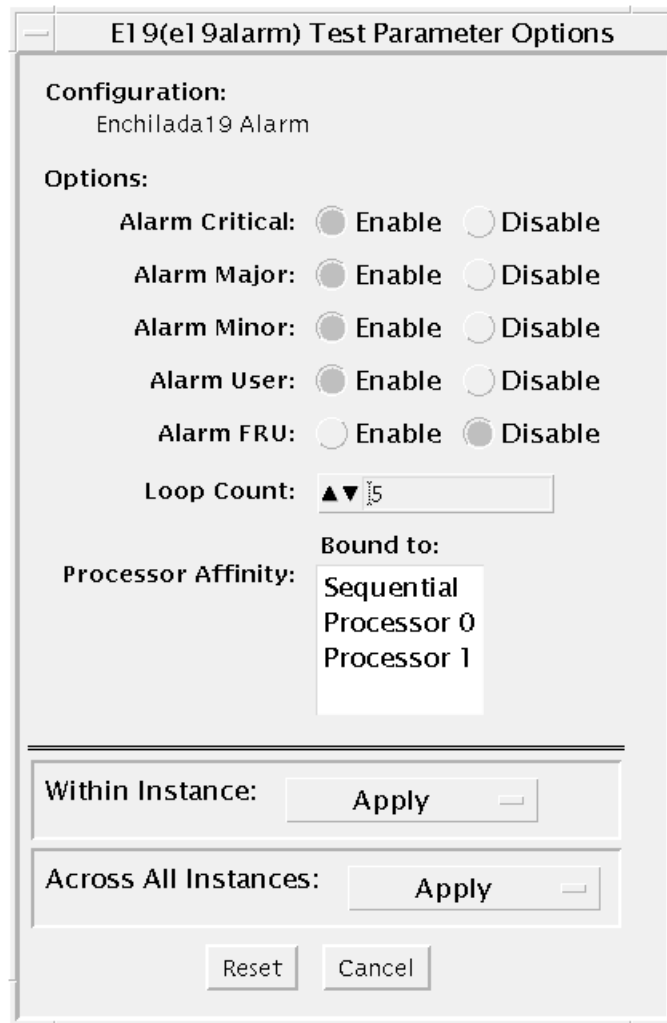 E19(e19alarm) Test Parameter Options
Configuration:
Enchilada19 Alarm
Options:
Alarm Critical: Enable Disable
Alarm Major: Enable Disable
Alarm Minor: Enable Disable
Alarm User: Enable Disable
Alarm FRU: Enable Disable
Loop Count: ▲▼ 5
Bound to:
Processor Affinity:
Sequential
Processor 0
Processor 1
Within Instance: Apply
Across All Instances: Apply
Reset Cancel